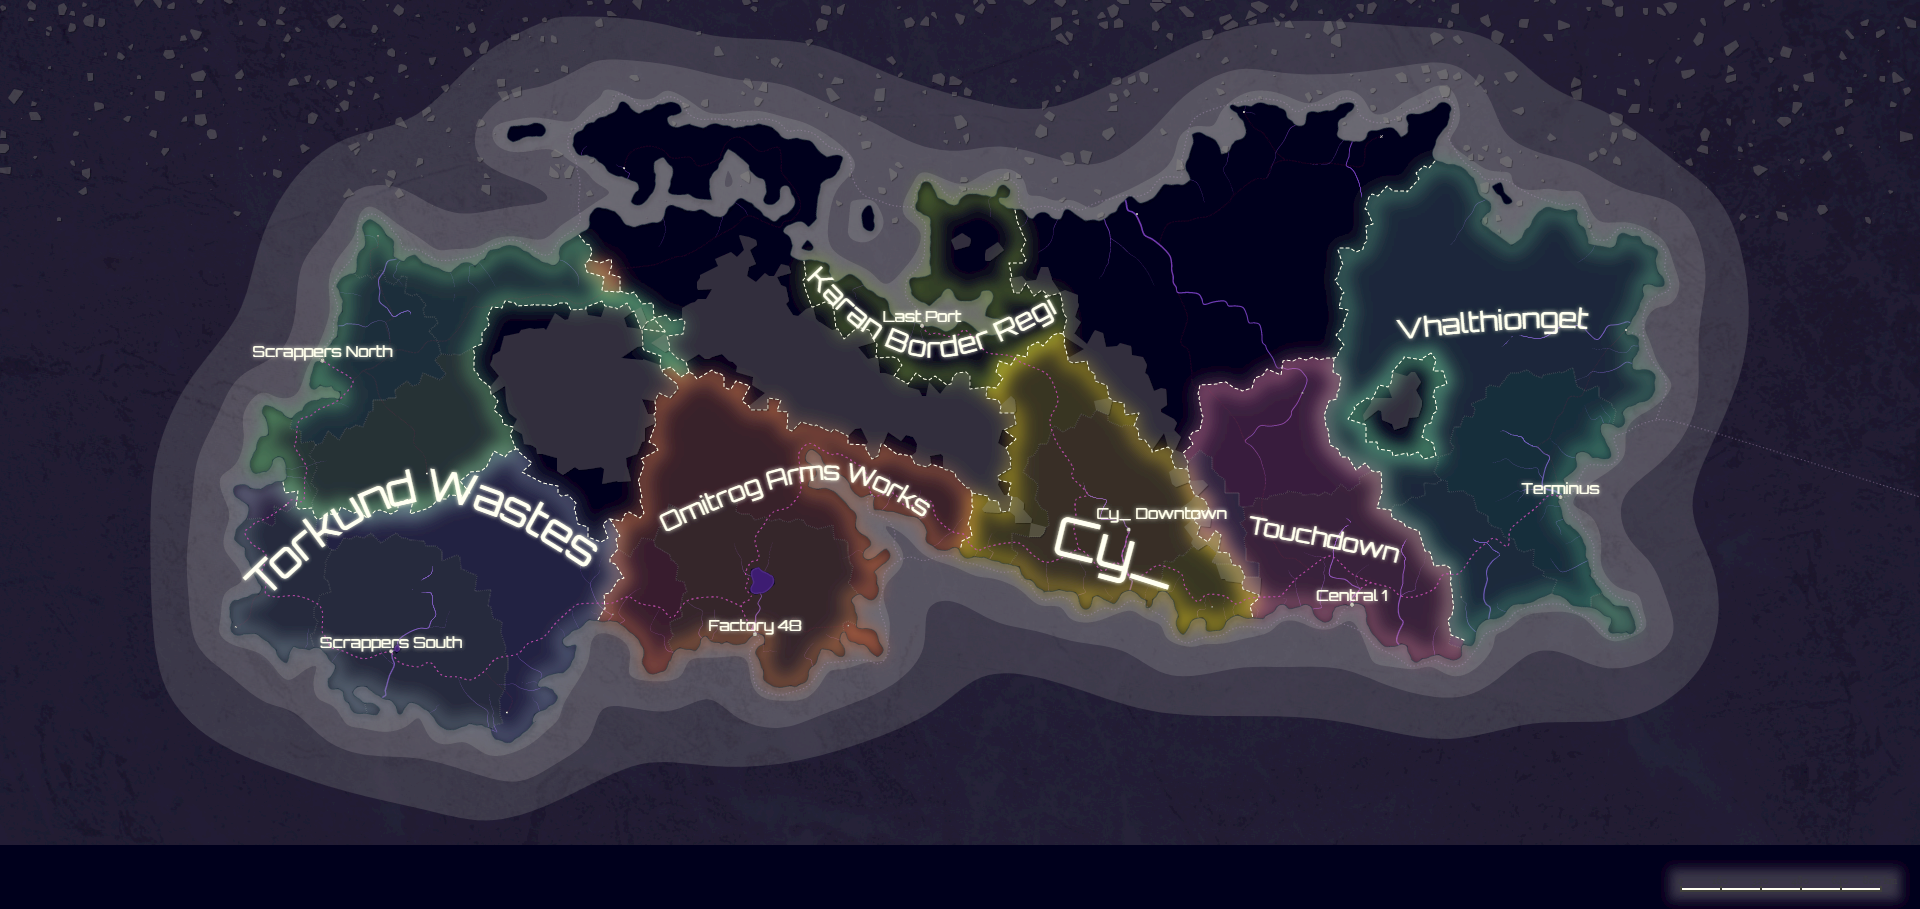 Karan Border Regi
Last Port
Vhalthionget
Scrappers North
Torkund Wastes
Omitrog Arms Works
Terminus
Cy_ Downtown
Cy_
Touchdown
Central 1
Factory 48
Scrappers South